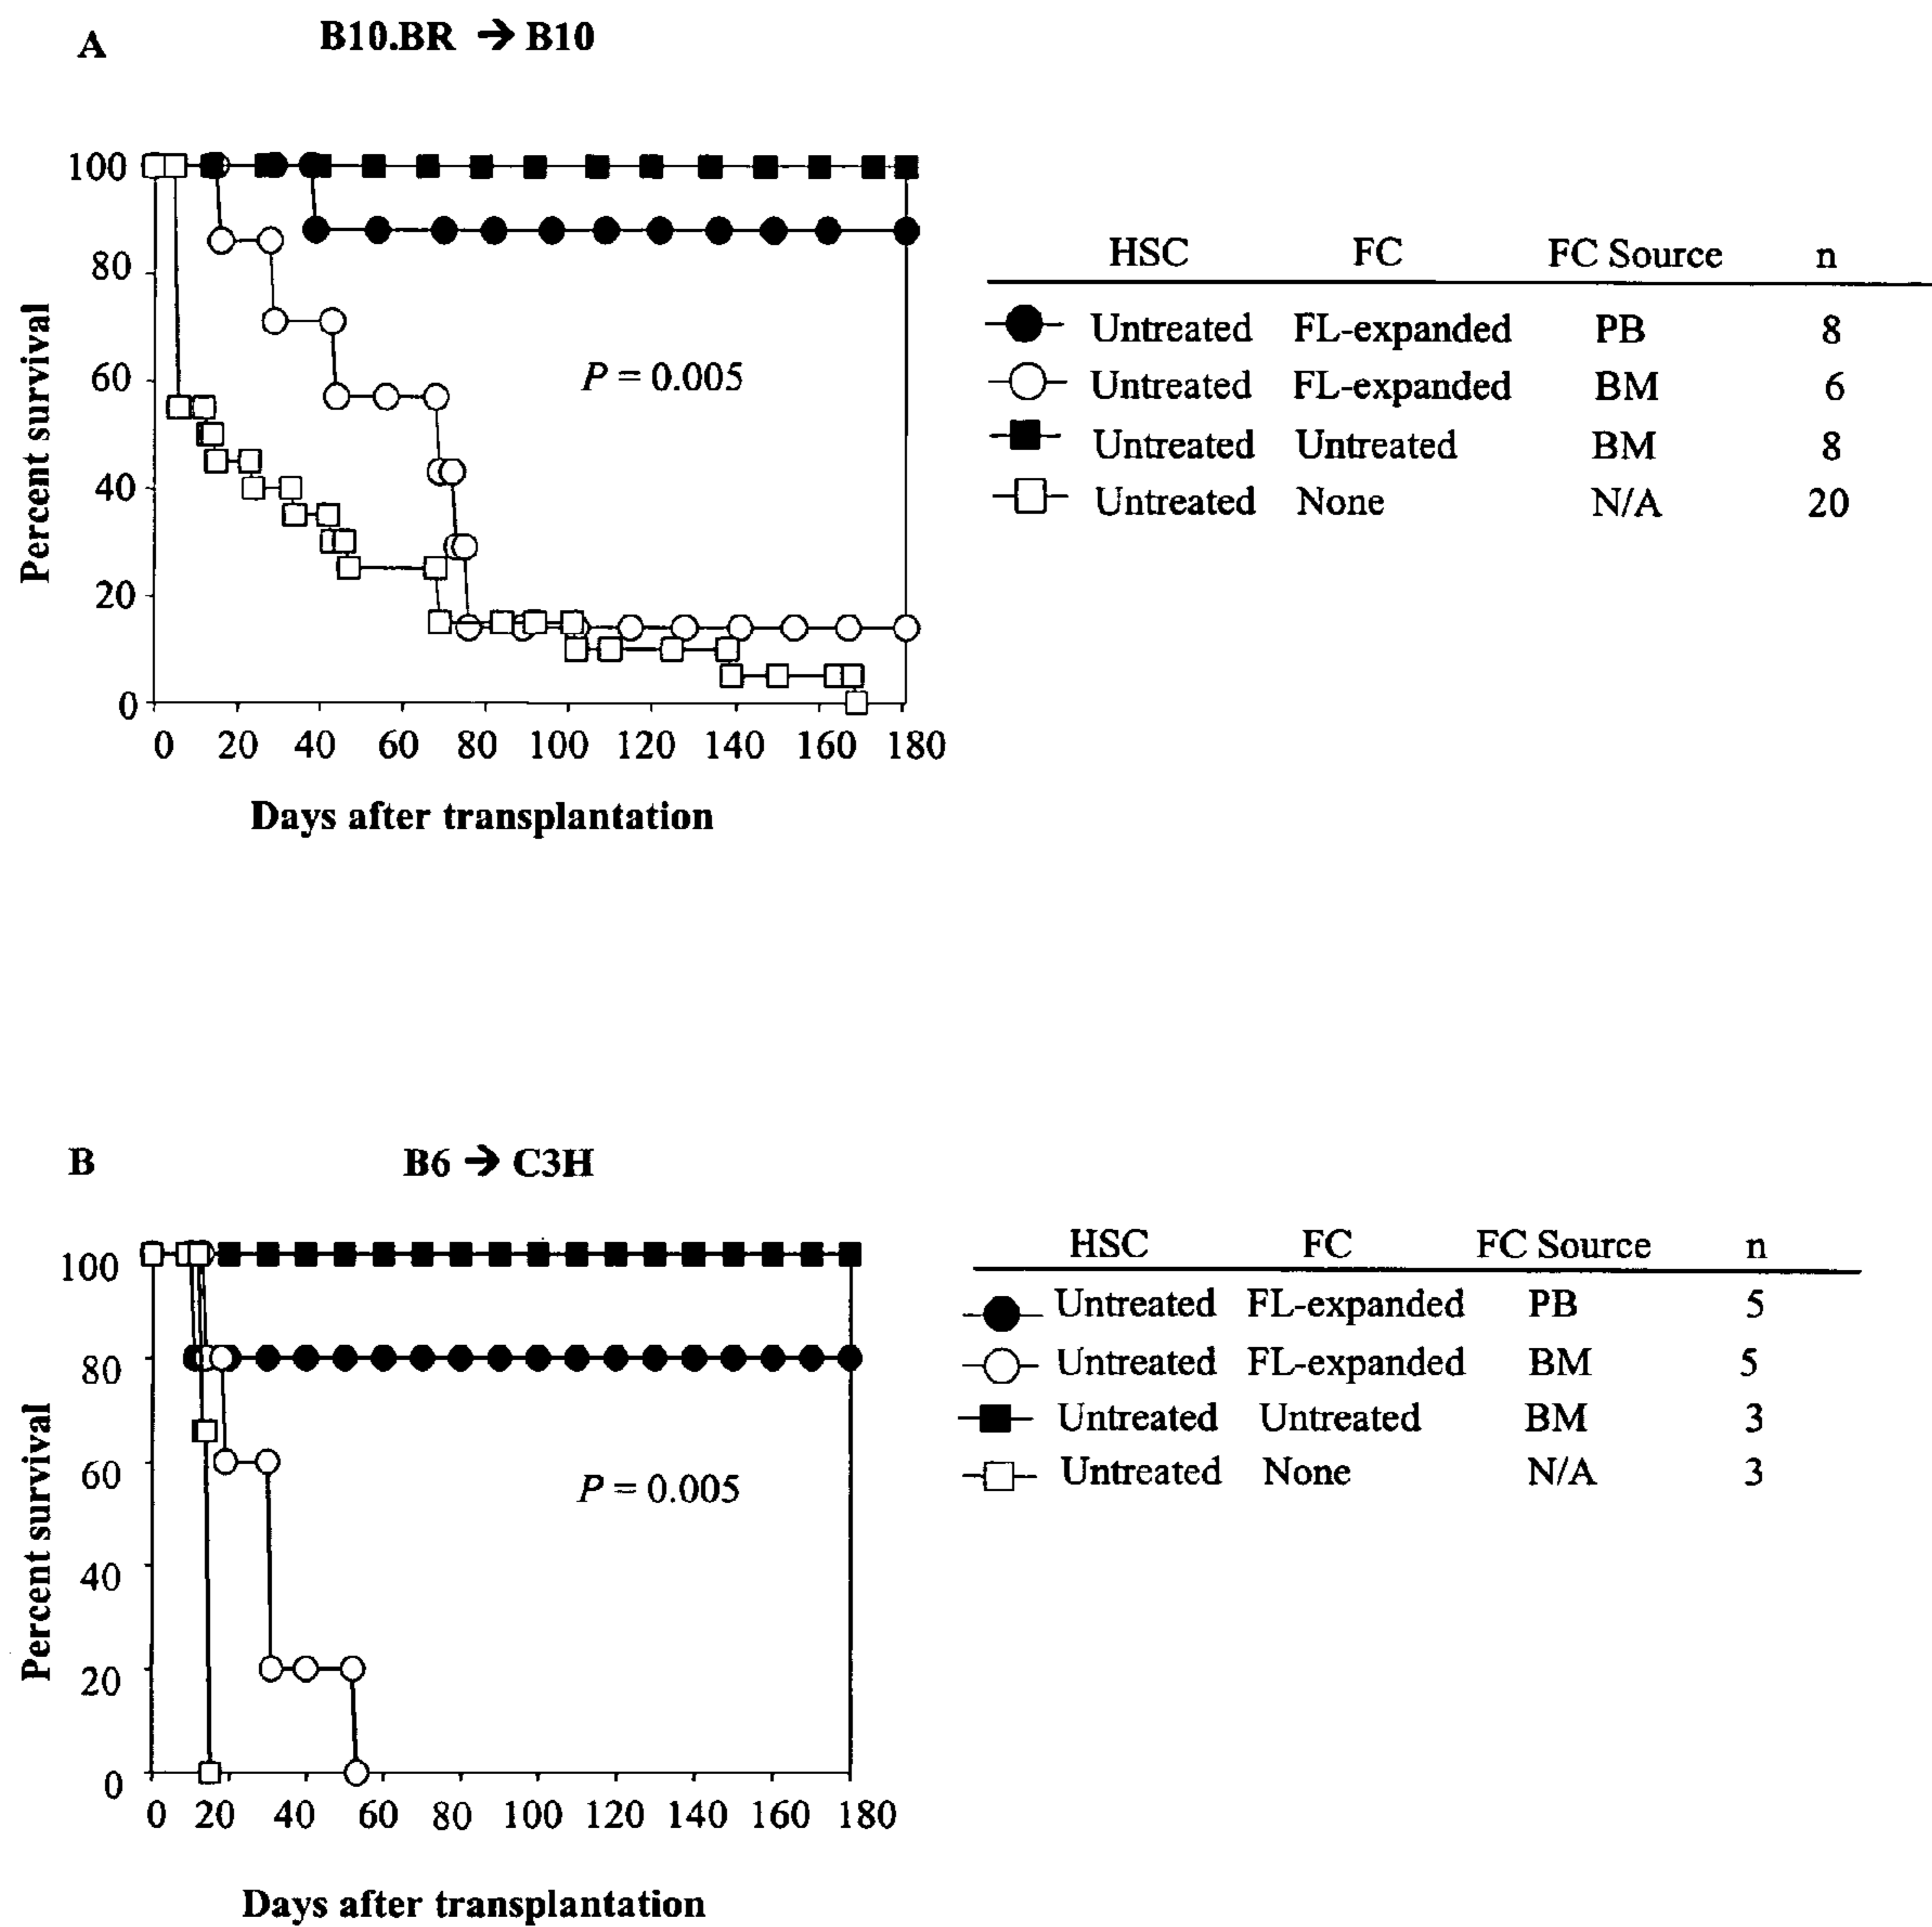 A
B10.BR → B10
100
80
60
40
20
0
Percent survival
P = 0.005
0 20 40 60 80 100 120 140 160 180
Days after transplantation
HSC FC FC Source n
Untreated FL-expanded PB 8
Untreated FL-expanded BM 6
Untreated Untreated BM 8
Untreated None N/A 20
B
B6 → C3H
100
80
60
40
20
0
Percent survival
P = 0.005
0 20 40 60 80 100 120 140 160 180
Days after transplantation
HSC FC FC Source n
Untreated FL-expanded PB 5
Untreated FL-expanded BM 5
Untreated Untreated BM 3
Untreated None N/A 3